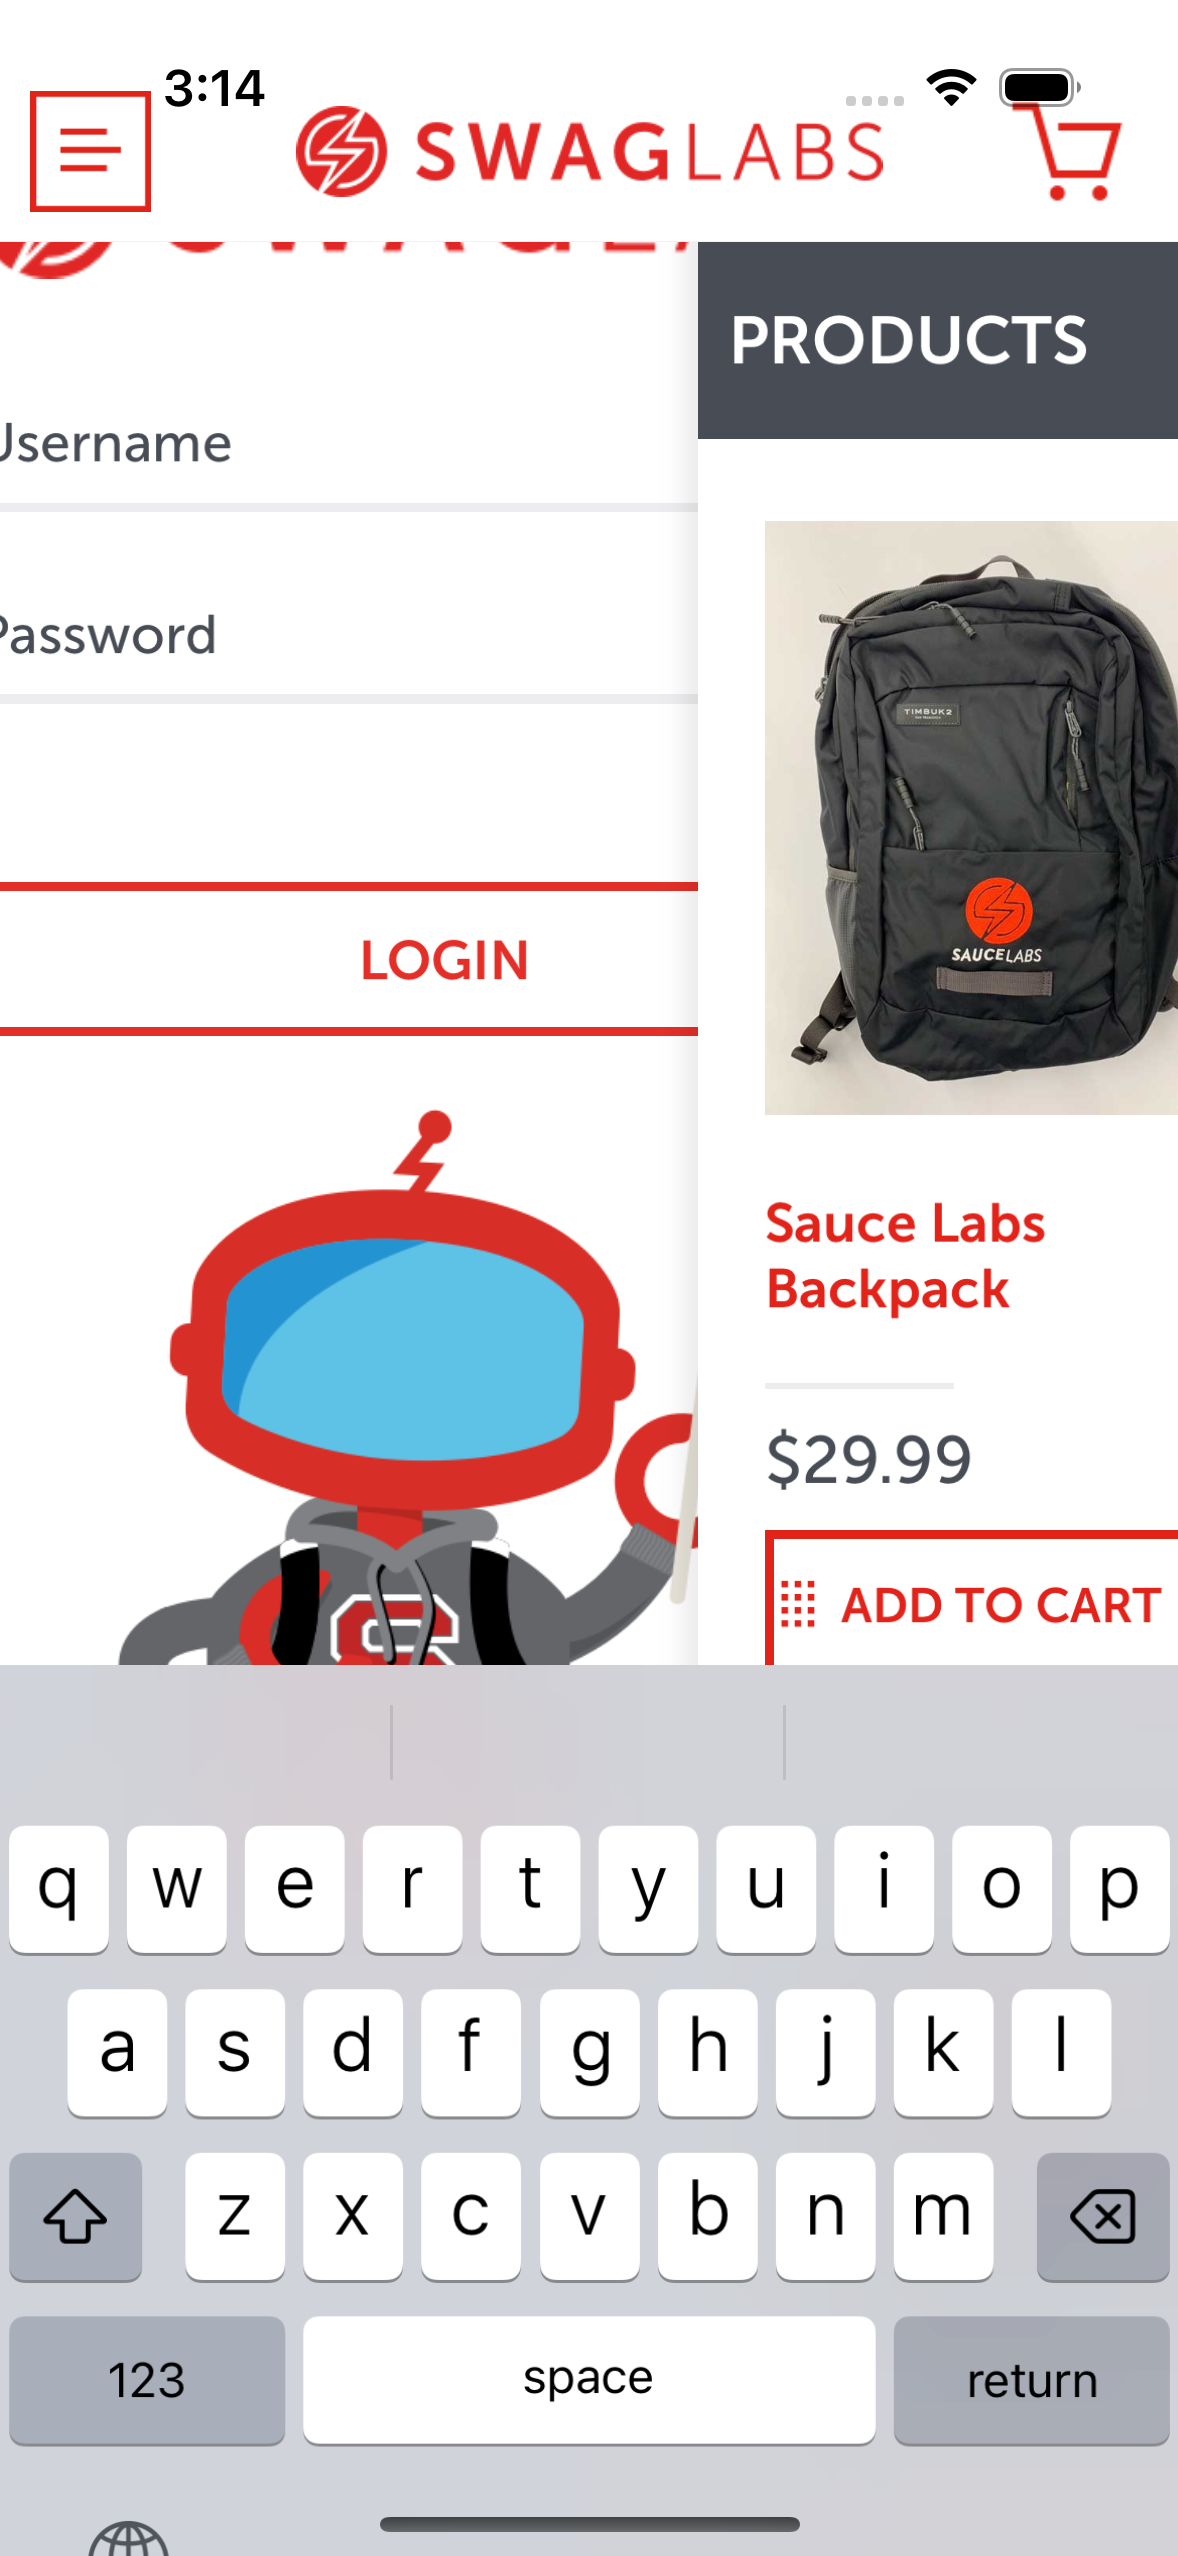 3:14
SWAGLABS
PRODUCTS
Username
Password
LOGIN
TIMBUK2
SAUCELABS
Sauce Labs
Backpack
$29.99
ADD TO CART
q w e r t y u i o p
a s d f g h j k l
z x c v b n m
123 space return